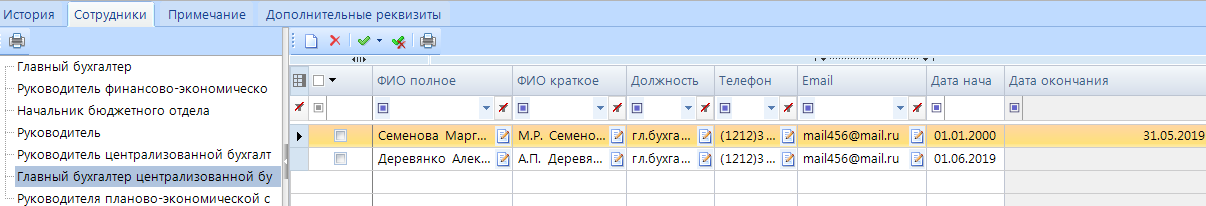 История Сотрудники Примечание Дополнительные реквизиты
Главный бухгалтер
Руководитель финансово-экономическо
Начальник бюджетного отдела
Руководитель
Руководитель централизованной бухгалт
Главный бухгалтер централизованной бу
Руководителя планово-экономической с
ФИО полное ФИО краткое Должность Телефон Email Дата нача Дата окончания
Семенова Марг... М.Р. Семено... гл.бухга... (1212)3... mail456@mail.ru 01.01.2000 31.05.2019
Деревянко Алек... А.П. Деревя... гл.бухга... (1212)3... mail456@mail.ru 01.06.2019